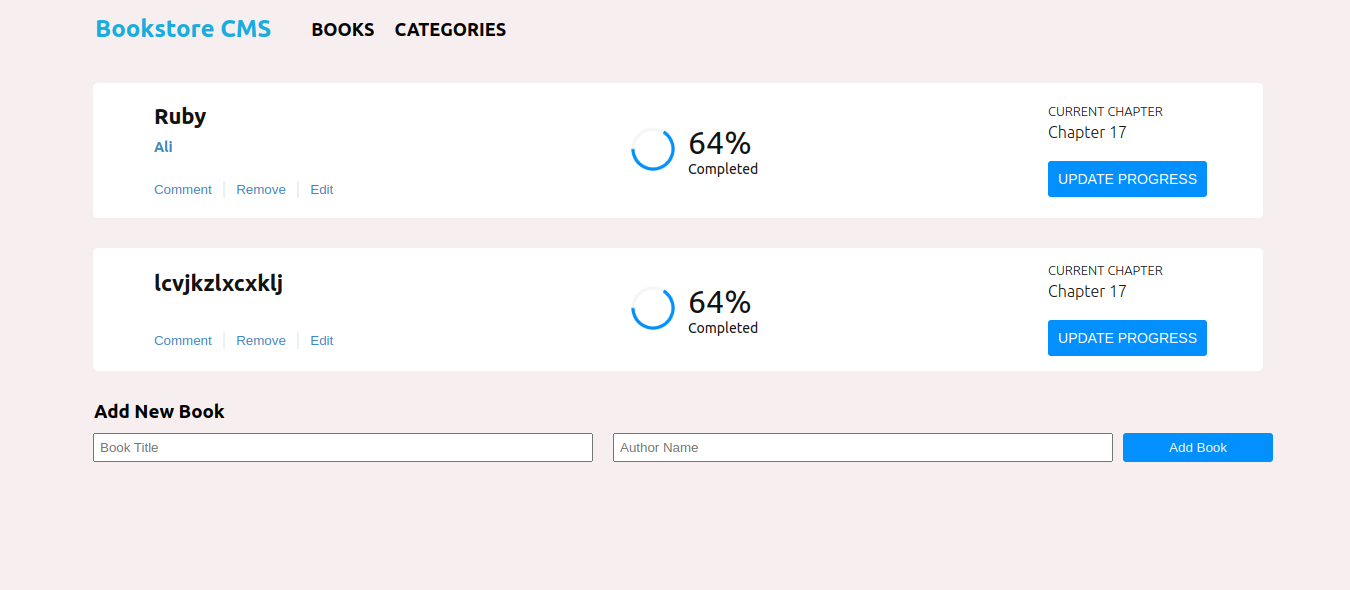 Bookstore CMS BOOKS CATEGORIES
Ruby
Ali
Comment Remove Edit
64%
Completed
CURRENT CHAPTER
Chapter 17
UPDATE PROGRESS
lcvjkzlxcxklj
Comment Remove Edit
64%
Completed
CURRENT CHAPTER
Chapter 17
UPDATE PROGRESS
Add New Book
Book Title Author Name Add Book